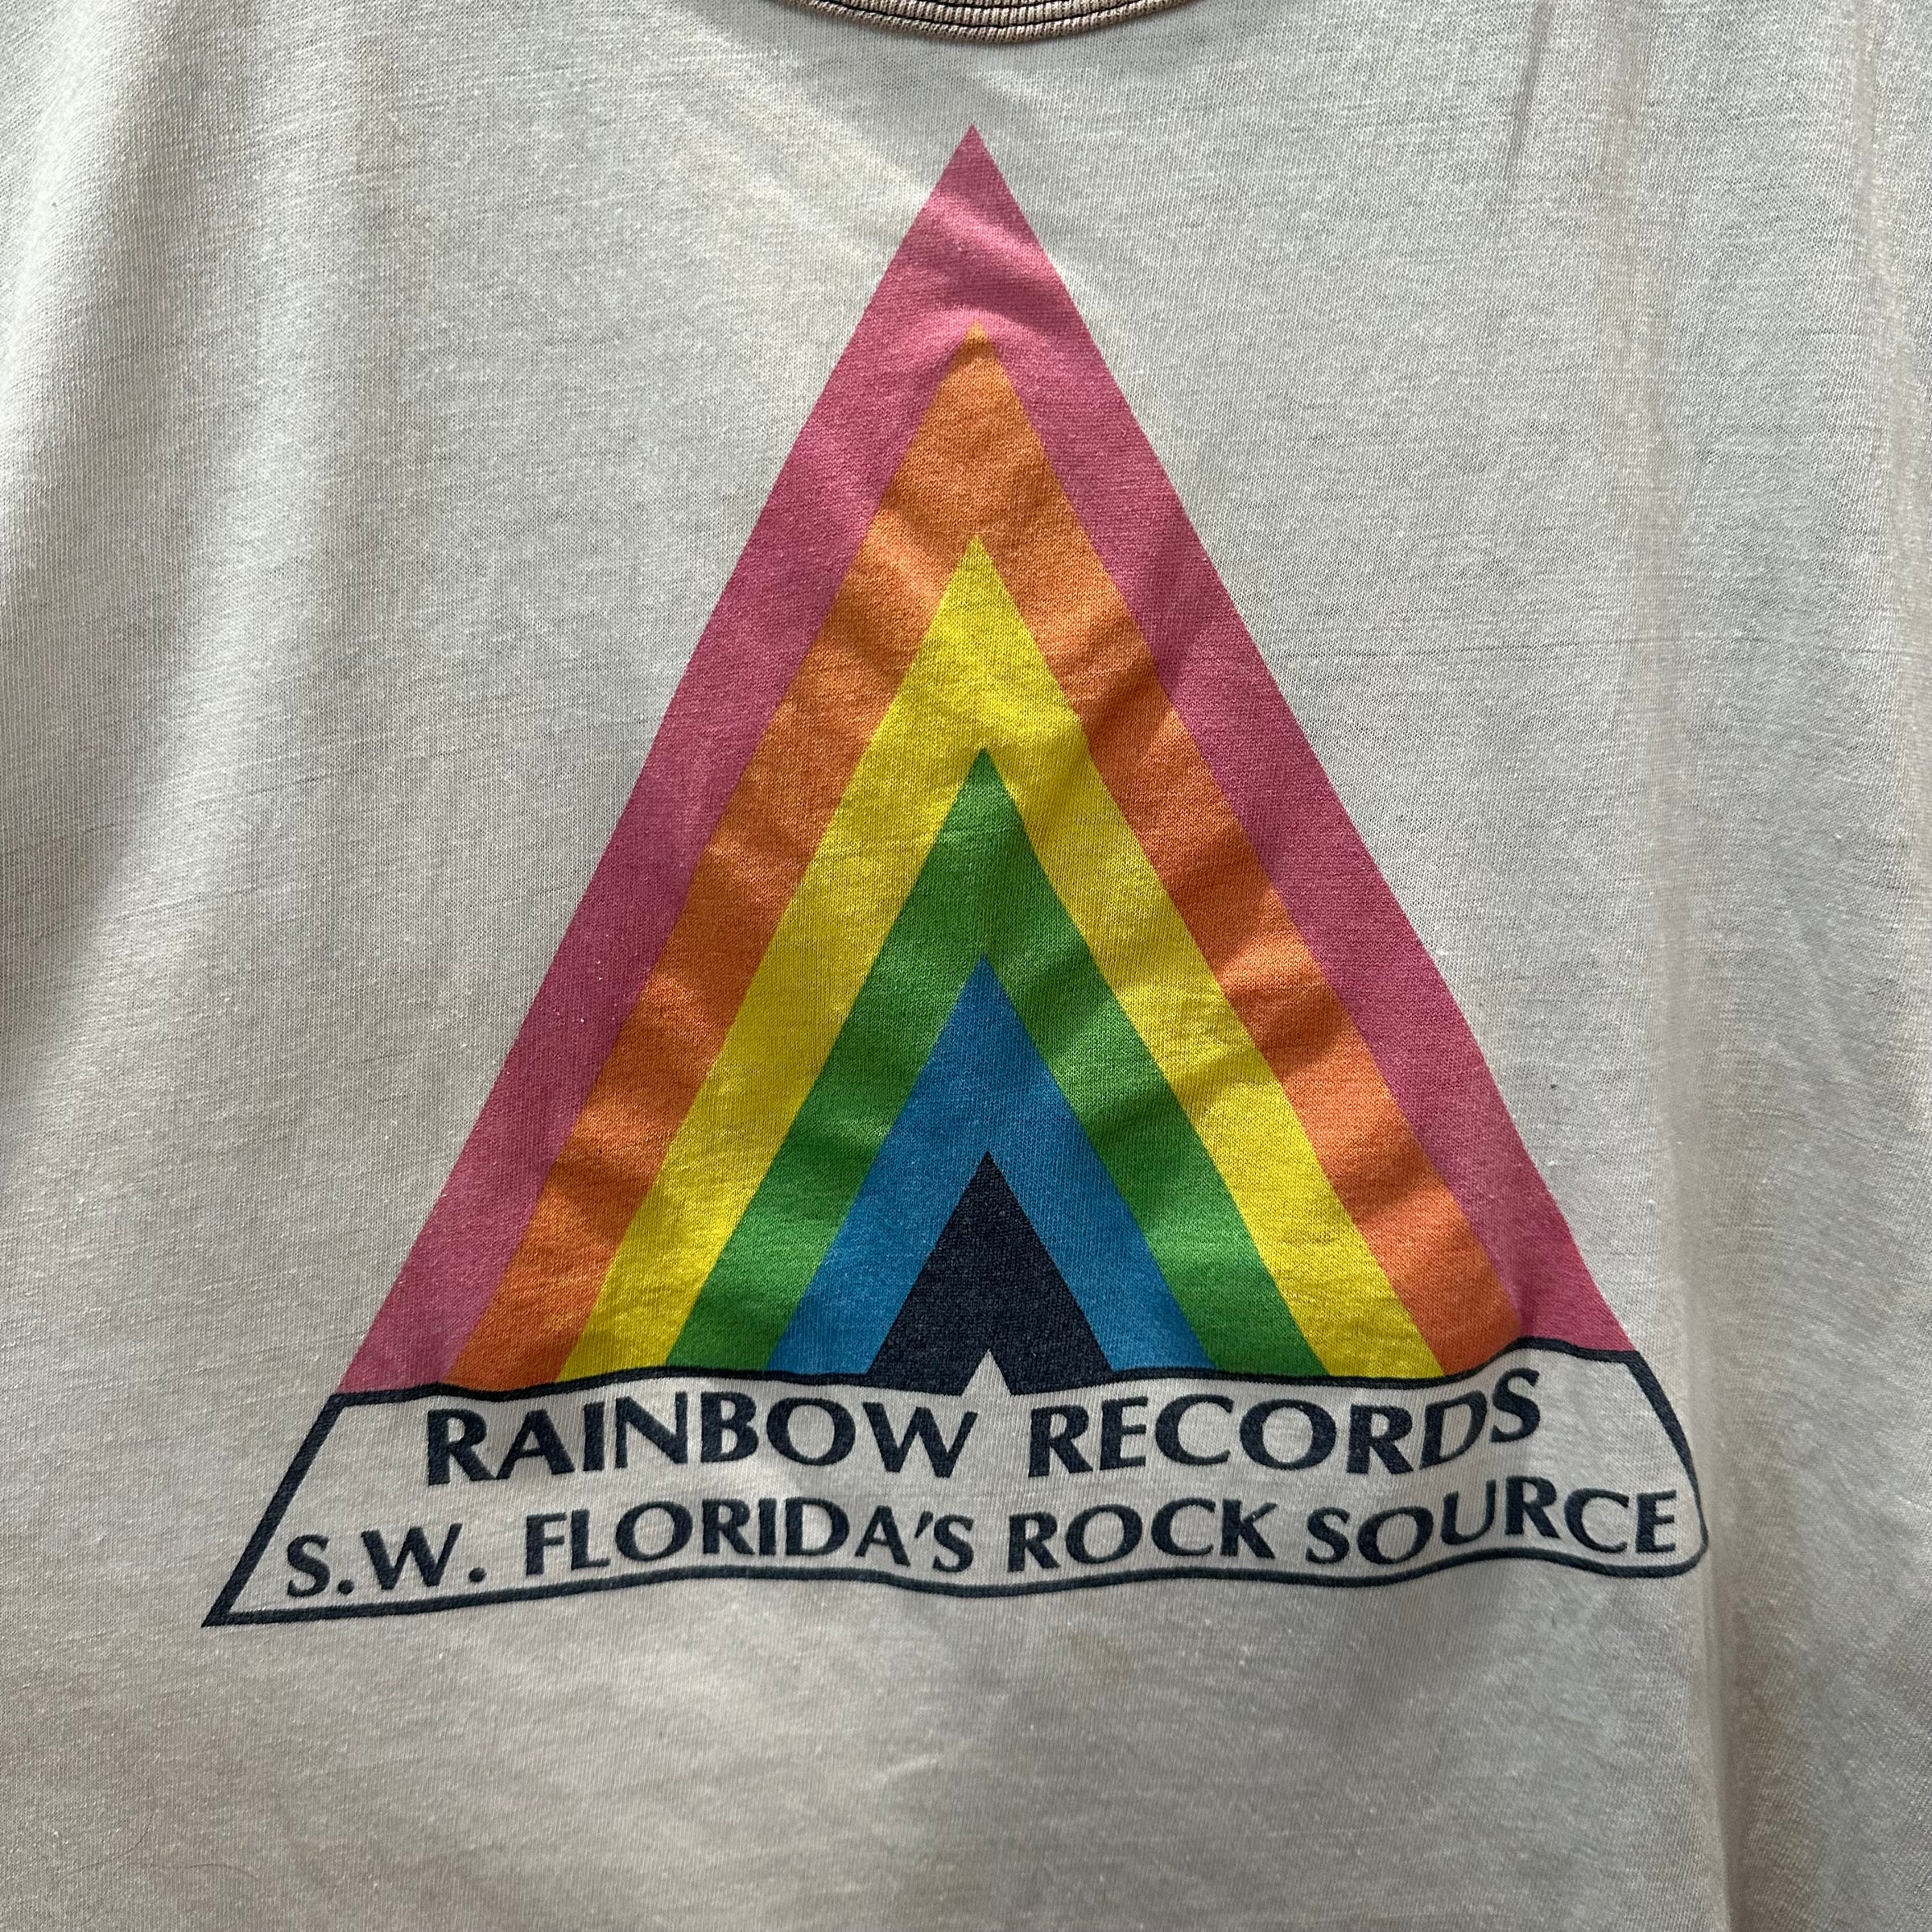 RAINBOW RECORDS
S.W. FLORIDA'S ROCK SOURCE